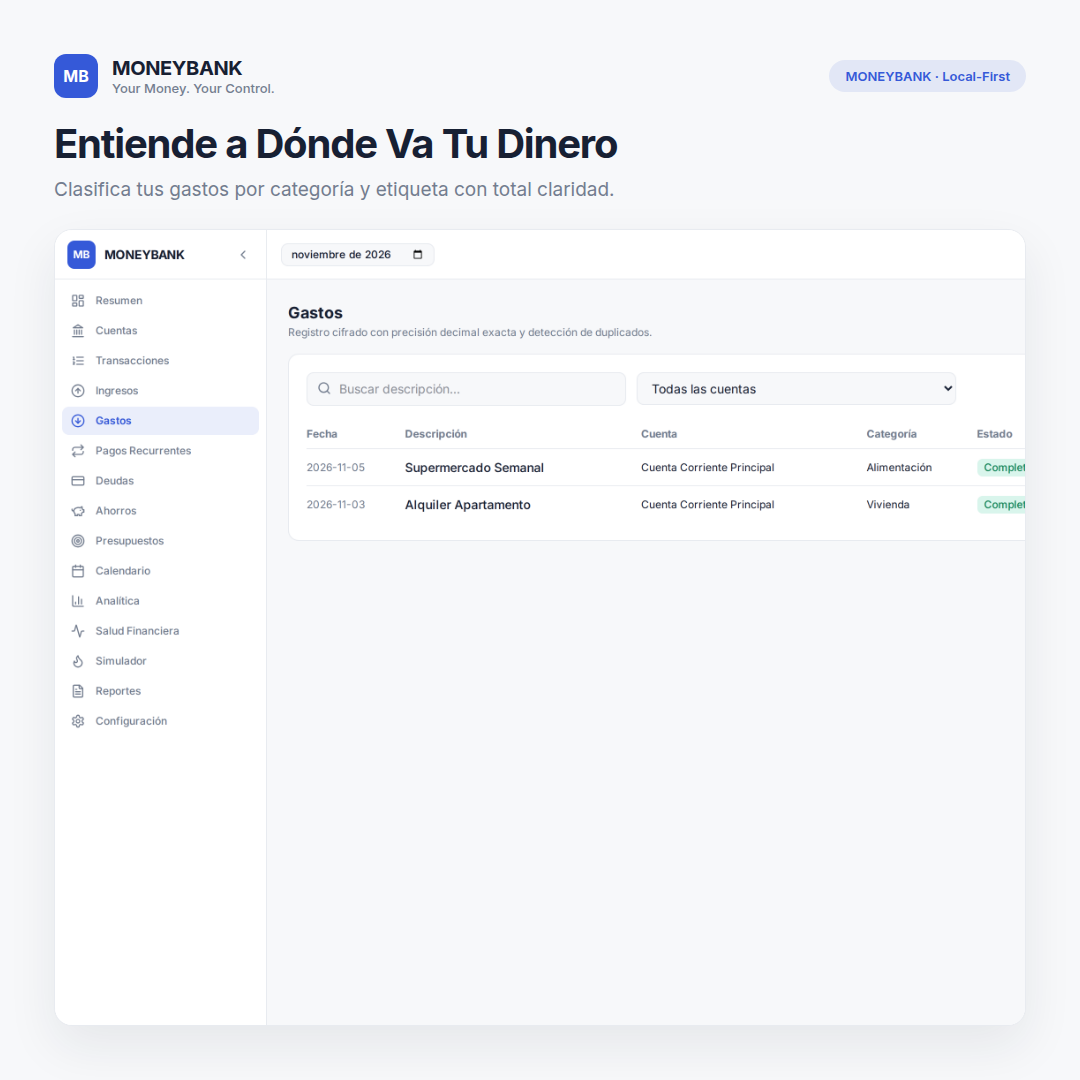 MB
MONEYBANK
Your Money. Your Control.
MONEYBANK · Local-First
Entiende a Dónde Va Tu Dinero
Clasifica tus gastos por categoría y etiqueta con total claridad.
MB MONEYBANK
noviembre de 2026
Resumen
Cuentas
Transacciones
Ingresos
Gastos
Pagos Recurrentes
Deudas
Ahorros
Presupuestos
Calendario
Analítica
Salud Financiera
Simulador
Reportes
Configuración
Gastos
Registro cifrado con precisión decimal exacta y detección de duplicados.
Buscar descripción...
Todas las cuentas
Fecha Descripción Cuenta Categoría Estado
2026-11-05 Supermercado Semanal Cuenta Corriente Principal Alimentación Complet
2026-11-03 Alquiler Apartamento Cuenta Corriente Principal Vivienda Complet